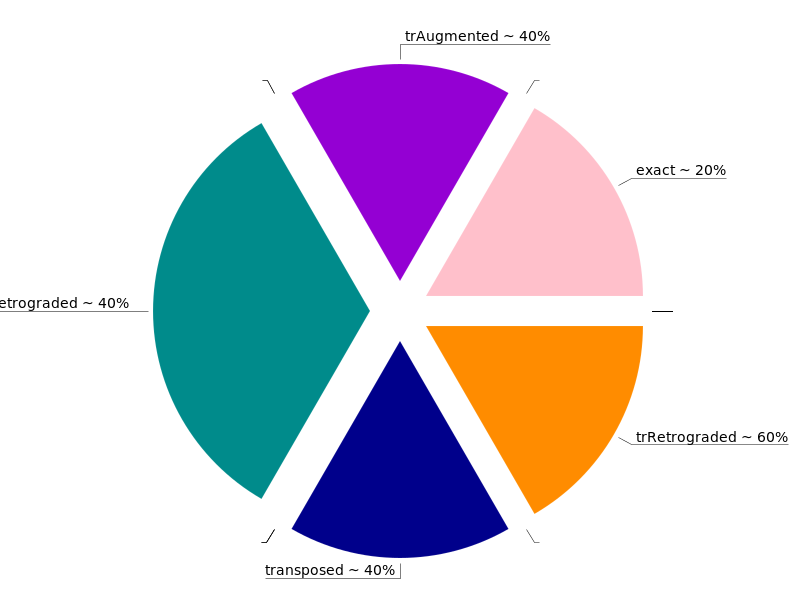 trAugmented ~ 40%
exact ~ 20%
etrograded ~ 40%
trRetrograded ~ 60%
transposed ~ 40%